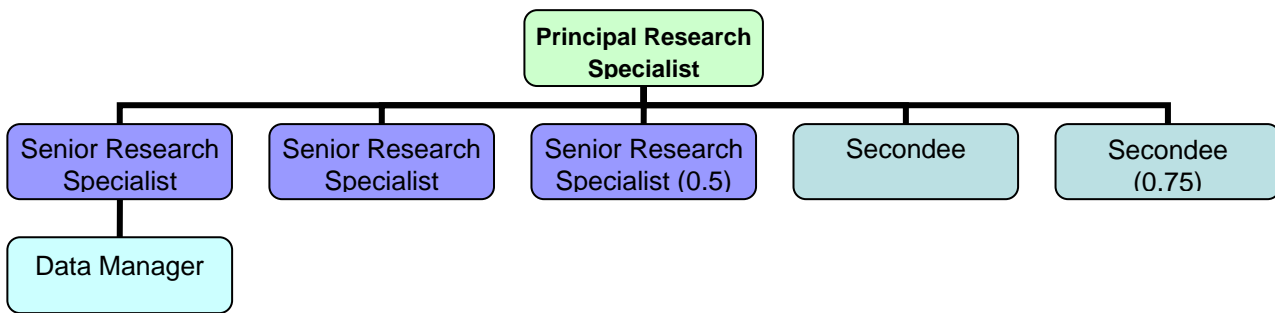 Principal Research
Specialist
Senior Research
Specialist
Senior Research
Specialist
Senior Research
Specialist (0.5)
Secondee
Secondee
(0.75)
Data Manager